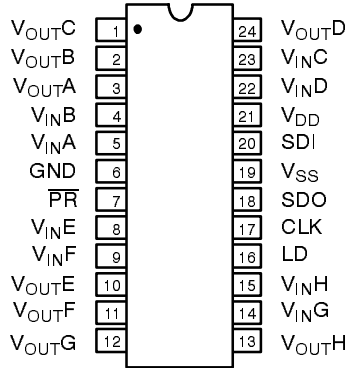 VOUTC 1 24 VOUTD
VOUTB 2 23 VINC
VOUTA 3 22 VIND
VINB 4 21 VDD
VINA 5 20 SDI
GND 6 19 VSS
PR 7 18 SDO
VINE 8 17 CLK
VINF 9 16 LD
VOUTE 10 15 VINH
VOUTF 11 14 VING
VOUTG 12 13 VOUTH